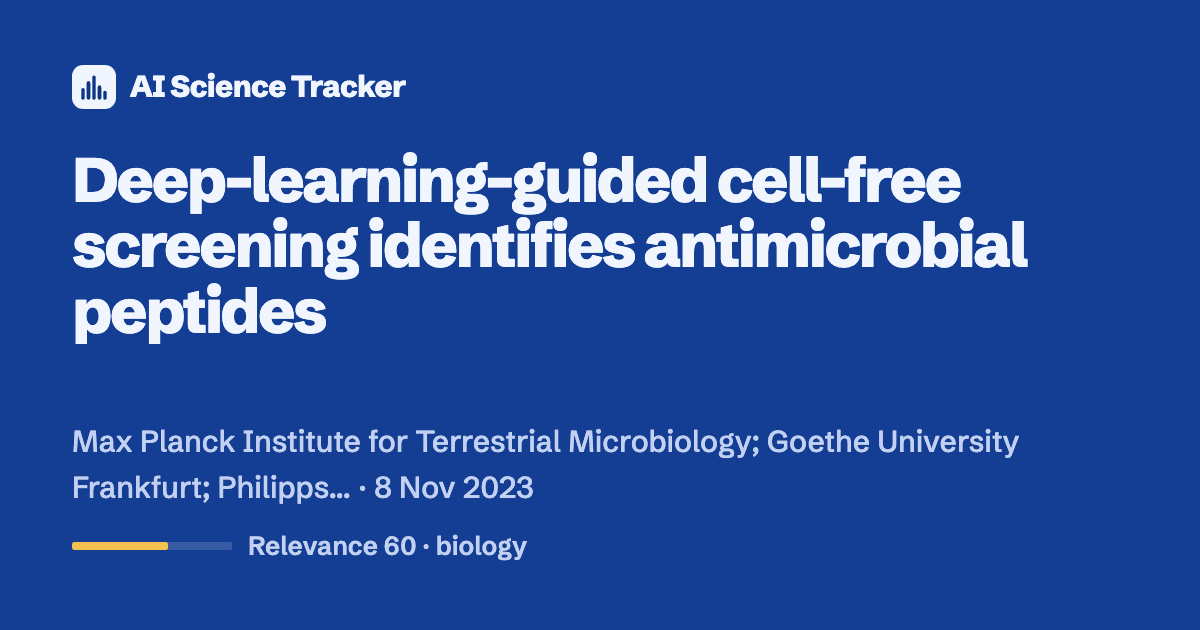 AI Science Tracker
Deep-learning-guided cell-free
screening identifies antimicrobial
peptides
Max Planck Institute for Terrestrial Microbiology; Goethe University
Frankfurt; Philipps... · 8 Nov 2023
Relevance 60 · biology